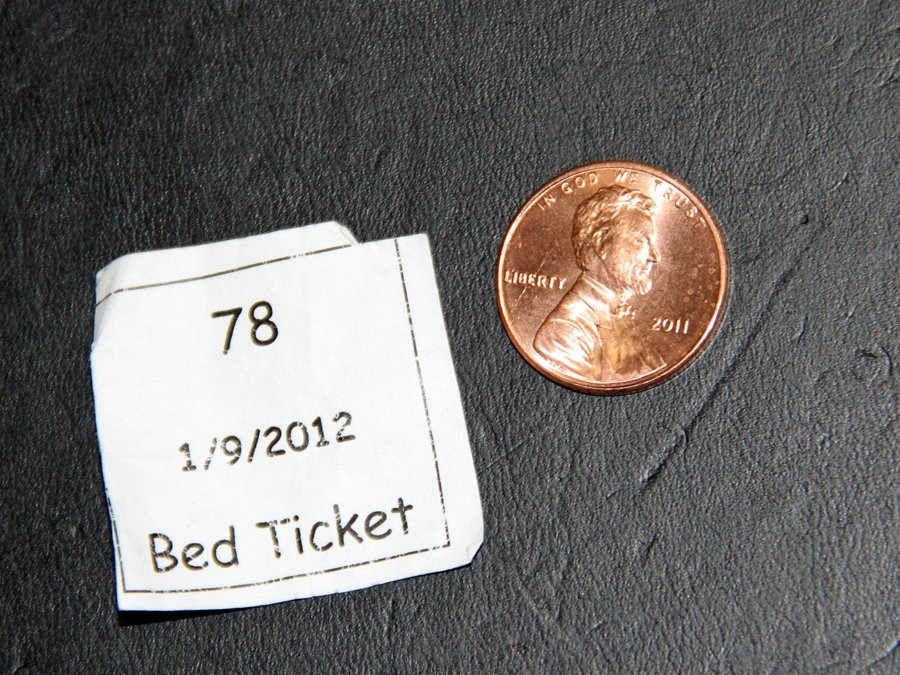 78
1/9/2012
Bed Ticket
IN GOD WE TRUST
LIBERTY
2011